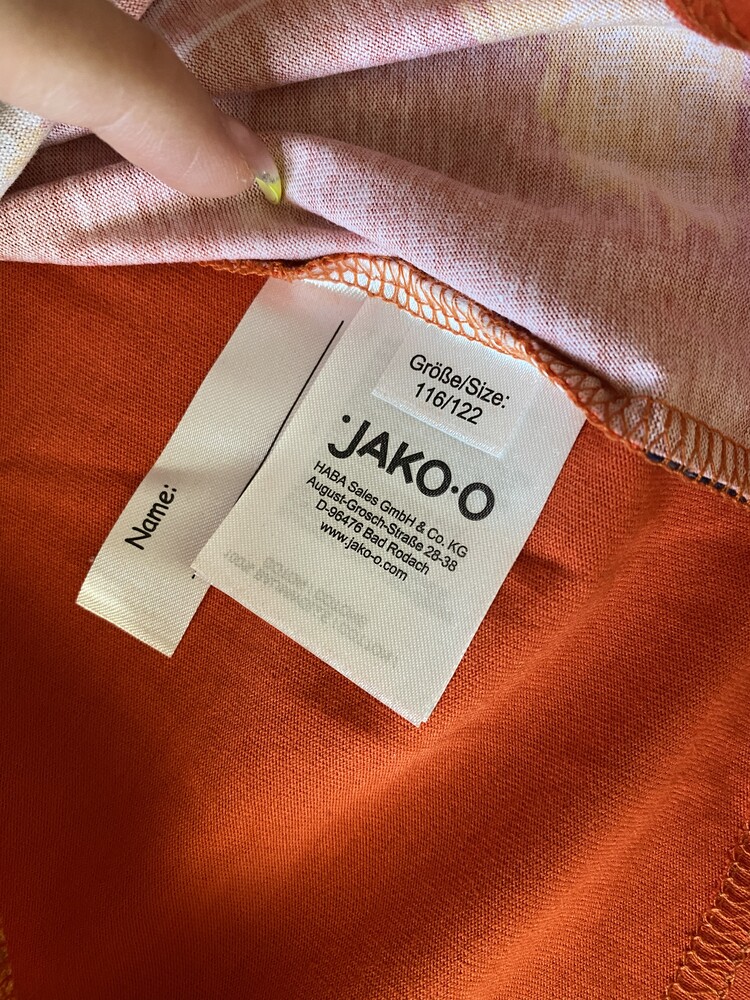 Größe/Size:
116/122
JAKO-O
HABA Sales GmbH & Co. KG
August-Grosch-Straße 28-38
D-96476 Bad Rodach
www.jako-o.com
Name: